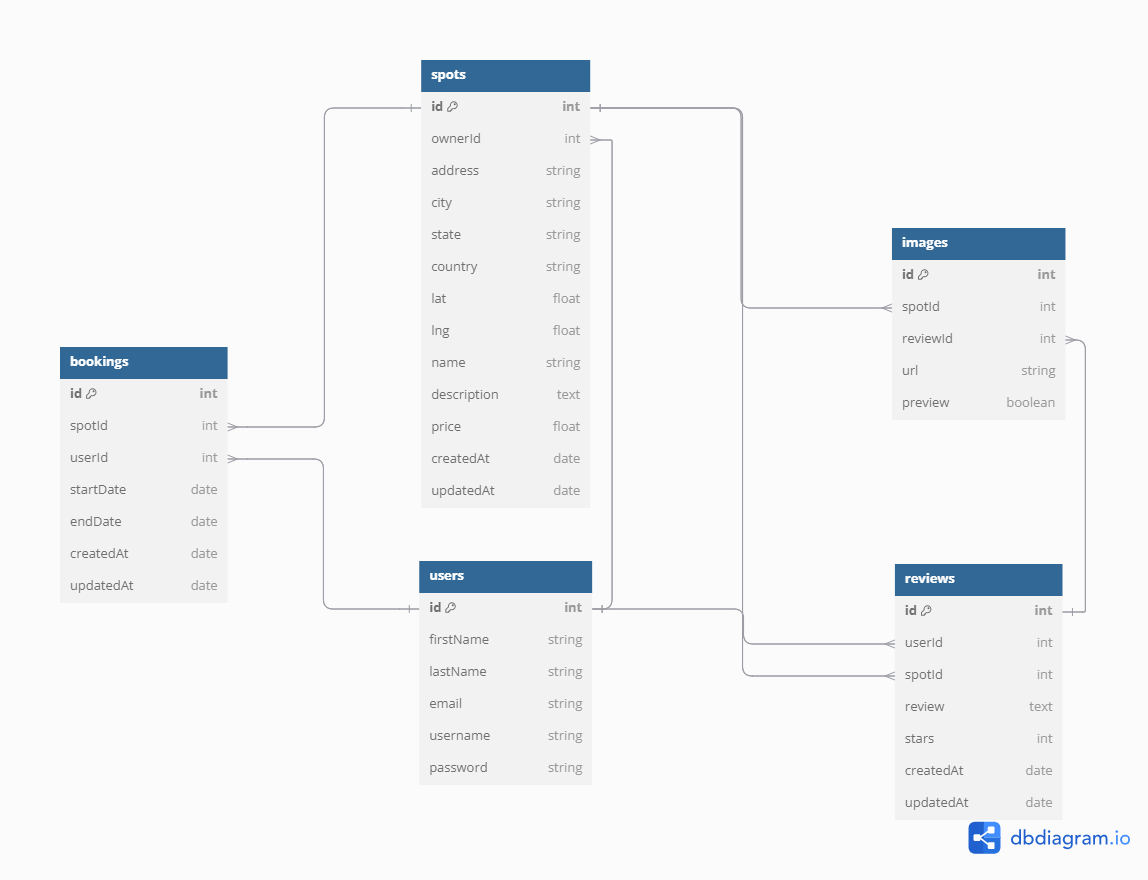 spots
id int
ownerId int
address string
city string
state string
country string
lat float
lng float
name string
description text
price float
createdAt date
updatedAt date
images
id int
spotId int
reviewId int
url string
preview boolean
bookings
id int
spotId int
userId int
startDate date
endDate date
createdAt date
updatedAt date
users
id int
firstName string
lastName string
email string
username string
password string
reviews
id int
userId int
spotId int
review text
stars int
createdAt date
updatedAt date
dbdiagram.io